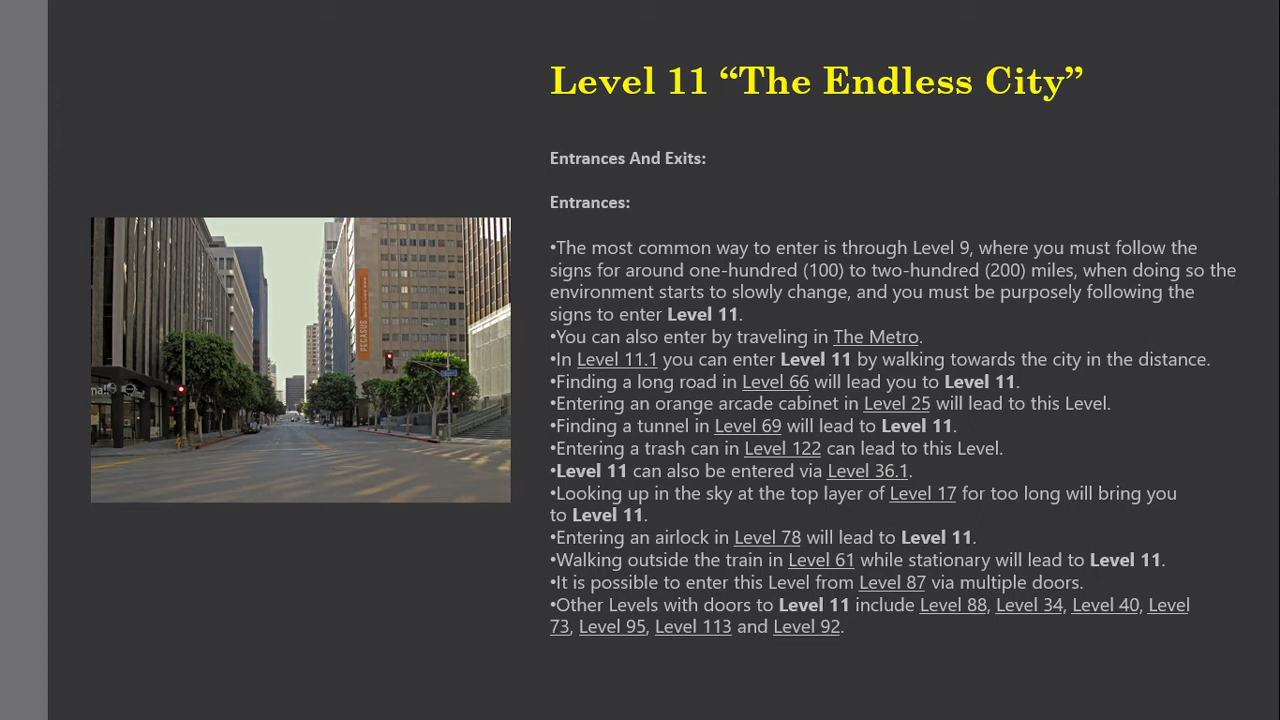 Level 11 “The Endless City”
Entrances And Exits:
Entrances:
•The most common way to enter is through Level 9, where you must follow the
signs for around one-hundred (100) to two-hundred (200) miles, when doing so the
environment starts to slowly change, and you must be purposely following the
signs to enter Level 11.
•You can also enter by traveling in The Metro.
•In Level 11.1 you can enter Level 11 by walking towards the city in the distance.
•Finding a long road in Level 66 will lead you to Level 11.
•Entering an orange arcade cabinet in Level 25 will lead to this Level.
•Finding a tunnel in Level 69 will lead to Level 11.
•Entering a trash can in Level 122 can lead to this Level.
•Level 11 can also be entered via Level 36.1.
•Looking up in the sky at the top layer of Level 17 for too long will bring you
to Level 11.
•Entering an airlock in Level 78 will lead to Level 11.
•Walking outside the train in Level 61 while stationary will lead to Level 11.
•It is possible to enter this Level from Level 87 via multiple doors.
•Other Levels with doors to Level 11 include Level 88, Level 34, Level 40, Level
73, Level 95, Level 113 and Level 92.
PEGASUS